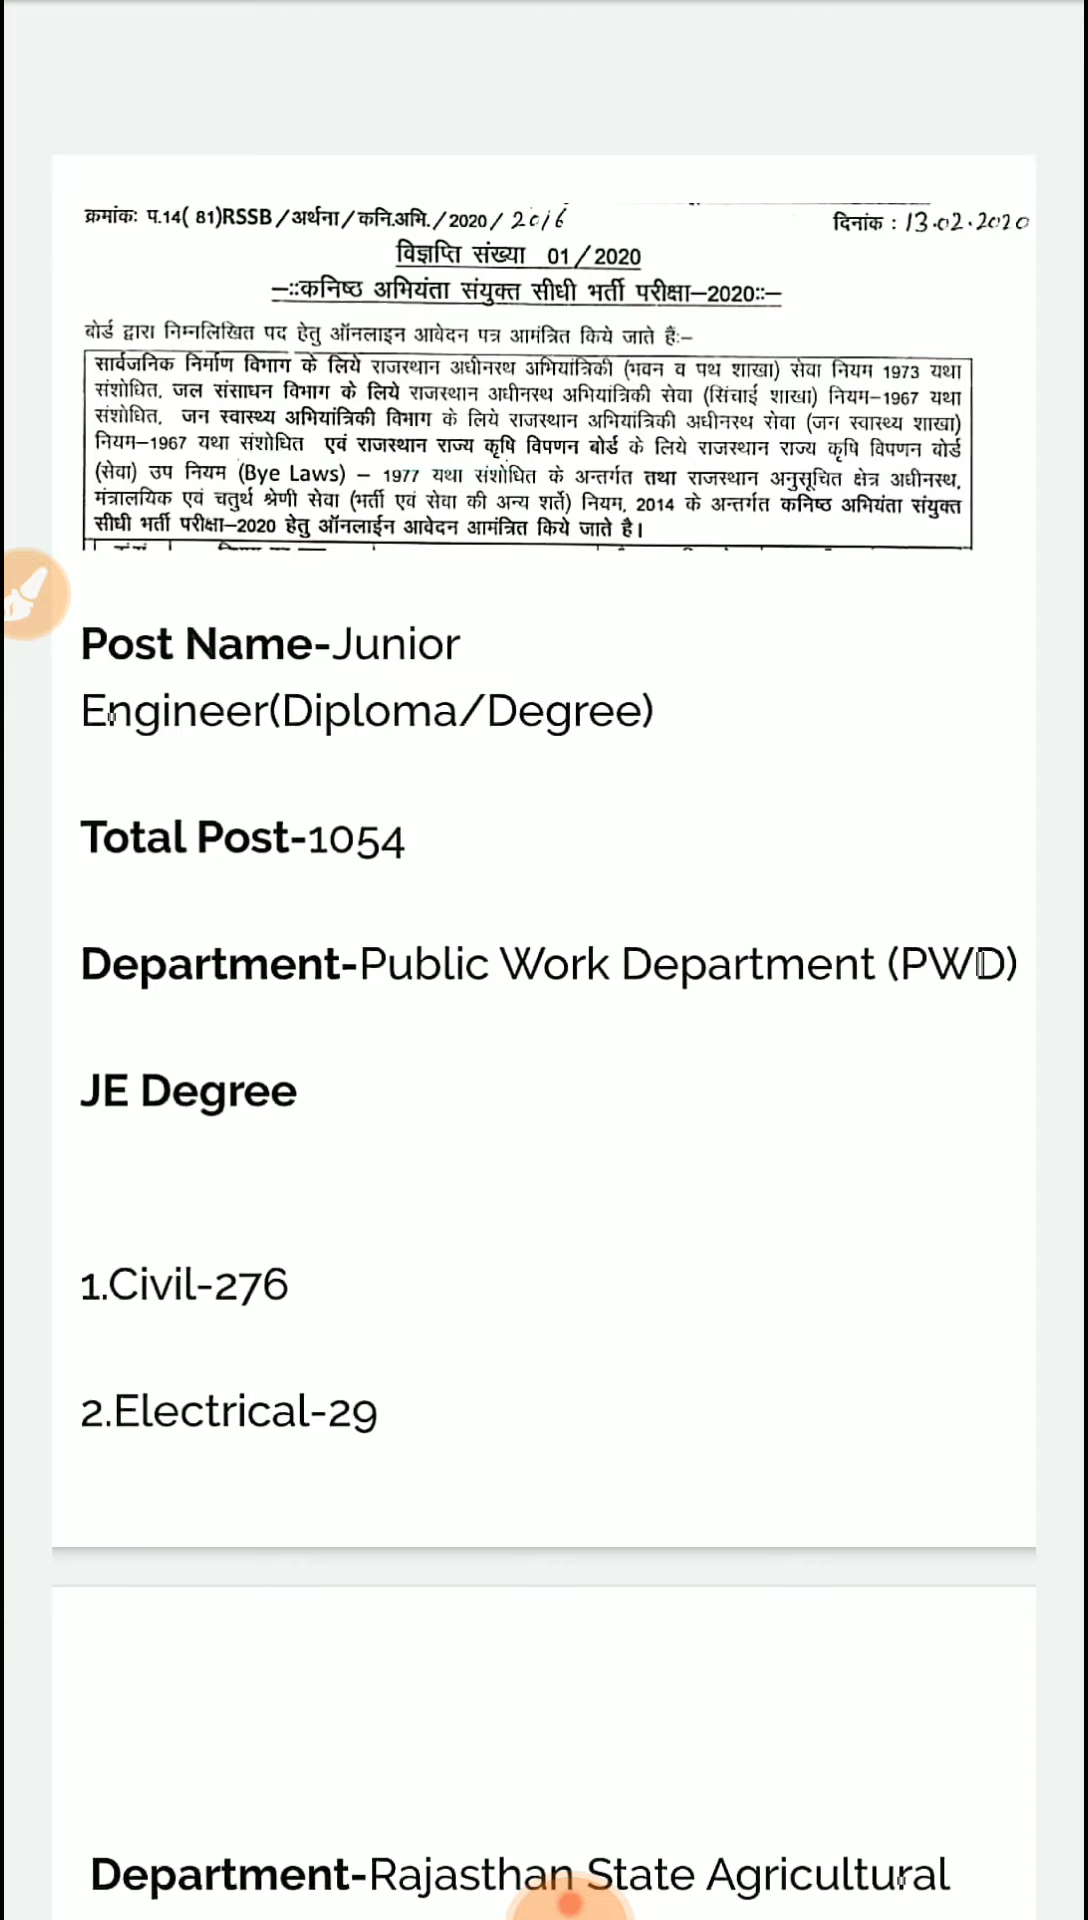 क्रमांक: प.14( 81)RSSB/अर्थना/कनि.अभि./2020/ 2016
दिनांक : 13.02.2020
विज्ञप्ति संख्या 01/2020
-::कनिष्ठ अभियंता संयुक्त सीधी भर्ती परीक्षा-2020::-
बोर्ड द्वारा निम्नलिखित पद हेतु ऑनलाइन आवेदन पत्र आमंत्रित किये जाते हैं:-
सार्वजनिक निर्माण विभाग के लिये राजस्थान अधीनस्थ अभियांत्रिकी (भवन व पथ शाखा) सेवा नियम 1973 यथा
संशोधित, जल संसाधन विभाग के लिये राजस्थान अधीनस्थ अभियांत्रिकी सेवा (सिंचाई शाखा) नियम-1967 यथा
संशोधित, जन स्वास्थ्य अभियांत्रिकी विभाग के लिये राजस्थान अभियांत्रिकी अधीनस्थ सेवा (जन स्वास्थ्य शाखा)
नियम-1967 यथा संशोधित एवं राजस्थान राज्य कृषि विपणन बोर्ड के लिये राजस्थान राज्य कृषि विपणन बोर्ड
(सेवा) उप नियम (Bye Laws) - 1977 यथा संशोधित के अन्तर्गत तथा राजस्थान अनुसूचित क्षेत्र अधीनस्थ,
मंत्रालयिक एवं चतुर्थ श्रेणी सेवा (भर्ती एवं सेवा की अन्य शर्ते) नियम, 2014 के अन्तर्गत कनिष्ठ अभियंता संयुक्त
सीधी भर्ती परीक्षा-2020 हेतु ऑनलाईन आवेदन आमंत्रित किये जाते है।
Post Name-Junior
Engineer(Diploma/Degree)
Total Post-1054
Department-Public Work Department (PWD)
JE Degree
1.Civil-276
2.Electrical-29
Department-Rajasthan State Agricultural